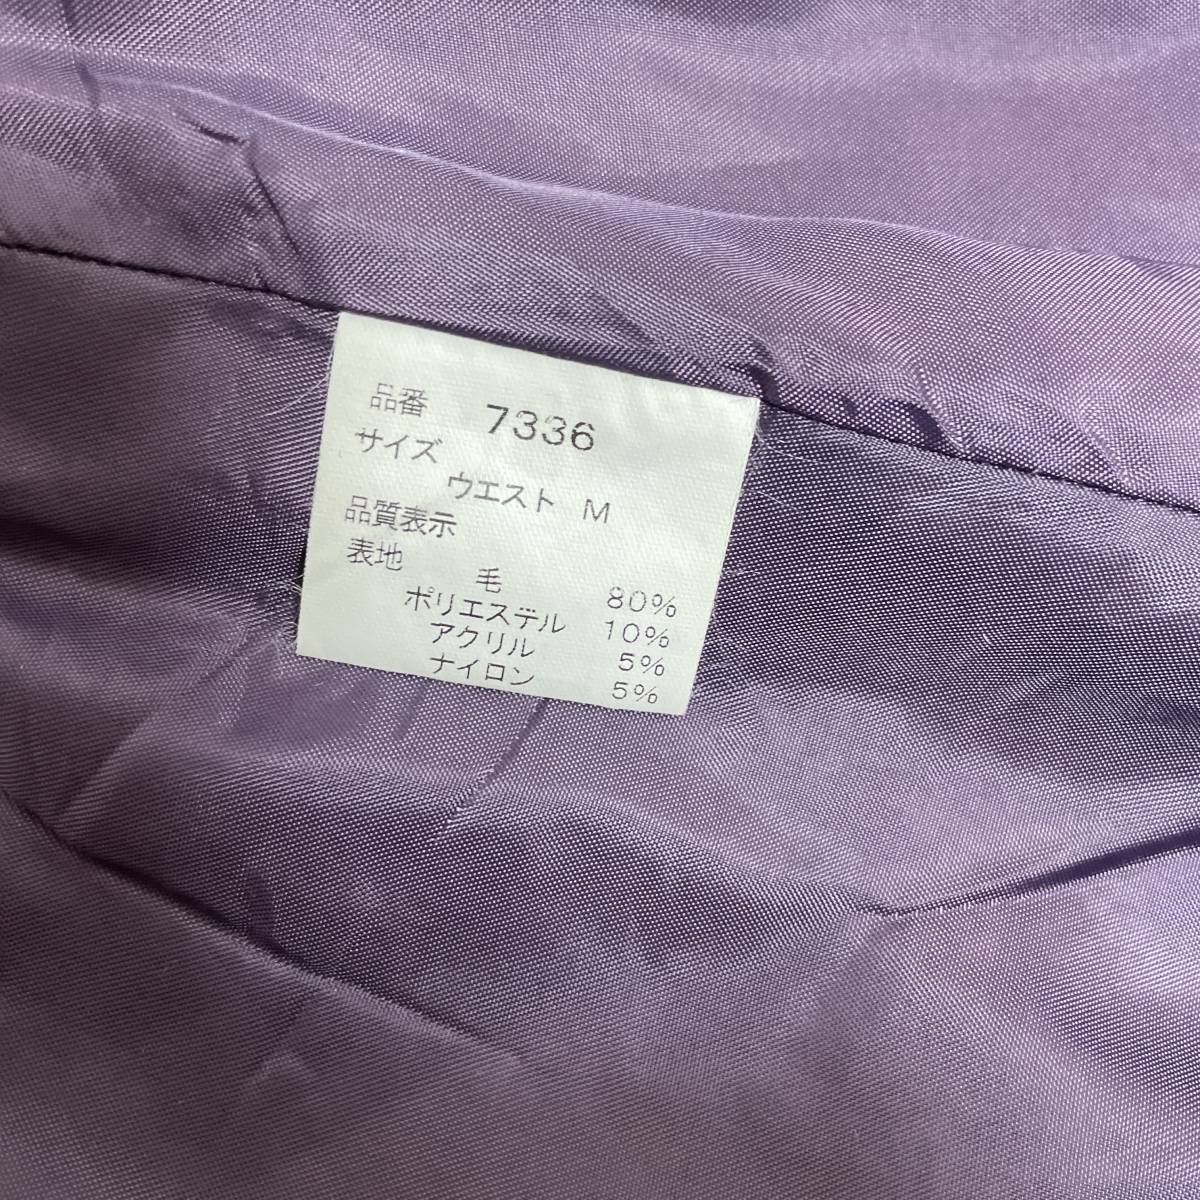 品番 7336
サイズ
ウエスト M
品質表示
表地
毛 80%
ポリエステル 10%
アクリル 5%
ナイロン 5%